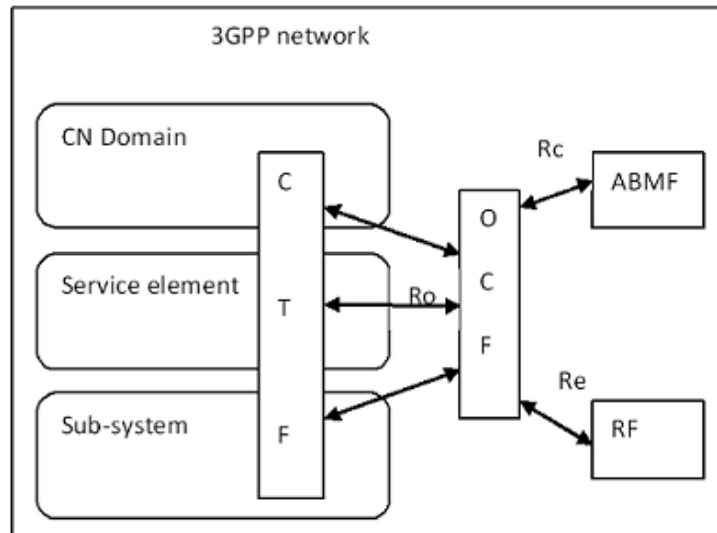 3GPP network
CN Domain
Service element
Sub-system
C
T
F
Ro
O
C
F
Rc
ABMF
Re
RF